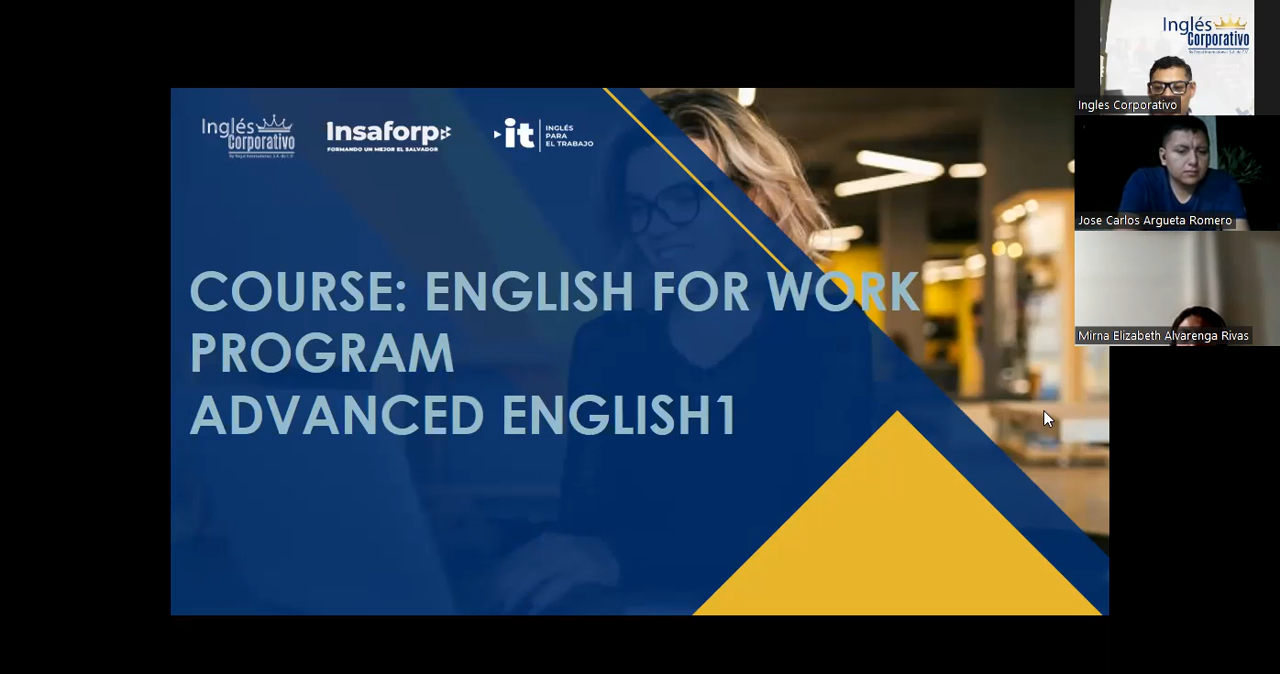 Inglés
Corporativo
Insaforp
FORMANDO UN MEJOR EL SALVADOR
it
INGLÉS
PARA
EL TRABAJO
COURSE: ENGLISH FOR WORK
PROGRAM
ADVANCED ENGLISH1
Inglés
Corporativo
Ingles Corporativo
Jose Carlos Argueta Romero
Mirna Elizabeth Alvarenga Rivas